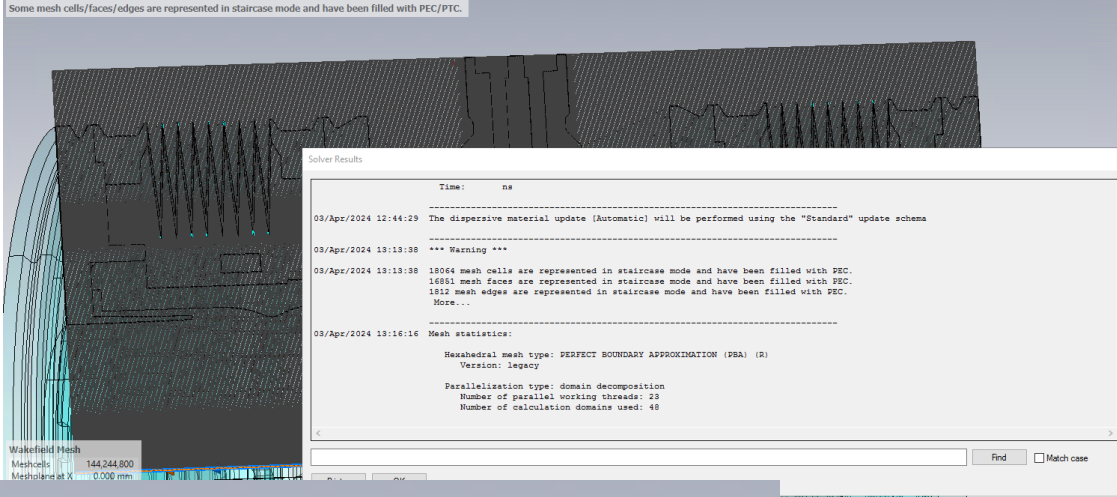 Some mesh cells/faces/edges are represented in staircase mode and have been filled with PEC/PTC.
Solver Results
Time: ns
--------------------------------------------------------------------------------
03/Apr/2024 12:44:29 The dispersive material update [Automatic] will be performed using the "Standard" update schema
--------------------------------------------------------------------------------
03/Apr/2024 13:13:38 *** Warning ***
03/Apr/2024 13:13:38 18064 mesh cells are represented in staircase mode and have been filled with PEC.
16851 mesh faces are represented in staircase mode and have been filled with PEC.
1812 mesh edges are represented in staircase mode and have been filled with PEC.
More...
--------------------------------------------------------------------------------
03/Apr/2024 13:16:16 Mesh statistics:
Hexahedral mesh type: PERFECT BOUNDARY APPROXIMATION (PBA) (R)
Version: legacy
Parallelization type: domain decomposition
Number of parallel working threads: 23
Number of calculation domains used: 48
Find Match case
Wakefield Mesh
Meshcells 144,244,800
Meshplane at X 0.000 mm